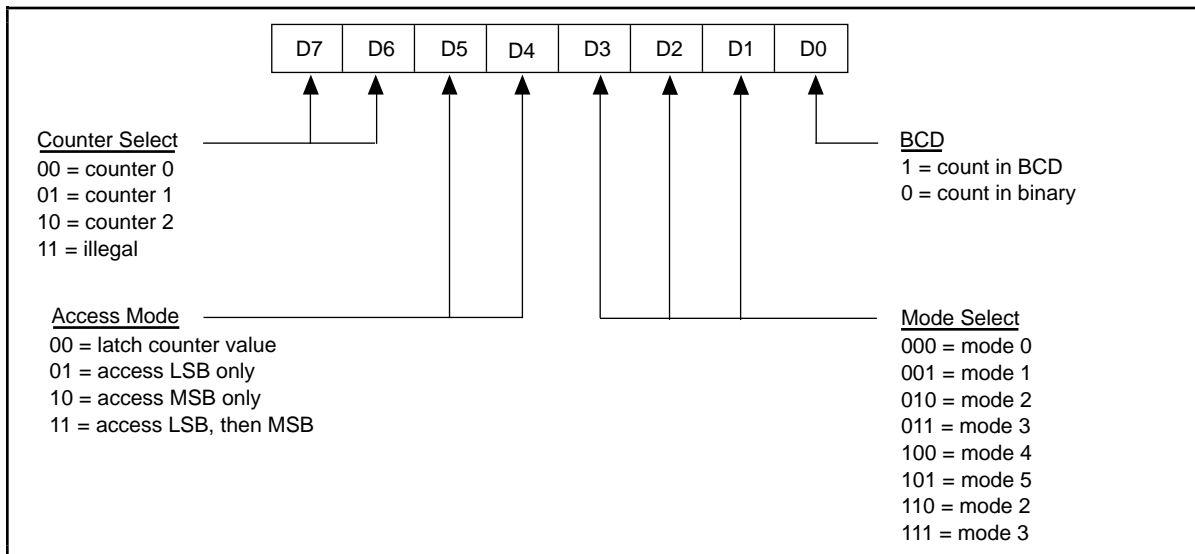 D7 D6 D5 D4 D3 D2 D1 D0
Counter Select
00 = counter 0
01 = counter 1
10 = counter 2
11 = illegal
BCD
1 = count in BCD
0 = count in binary
Access Mode
00 = latch counter value
01 = access LSB only
10 = access MSB only
11 = access LSB, then MSB
Mode Select
000 = mode 0
001 = mode 1
010 = mode 2
011 = mode 3
100 = mode 4
101 = mode 5
110 = mode 2
111 = mode 3